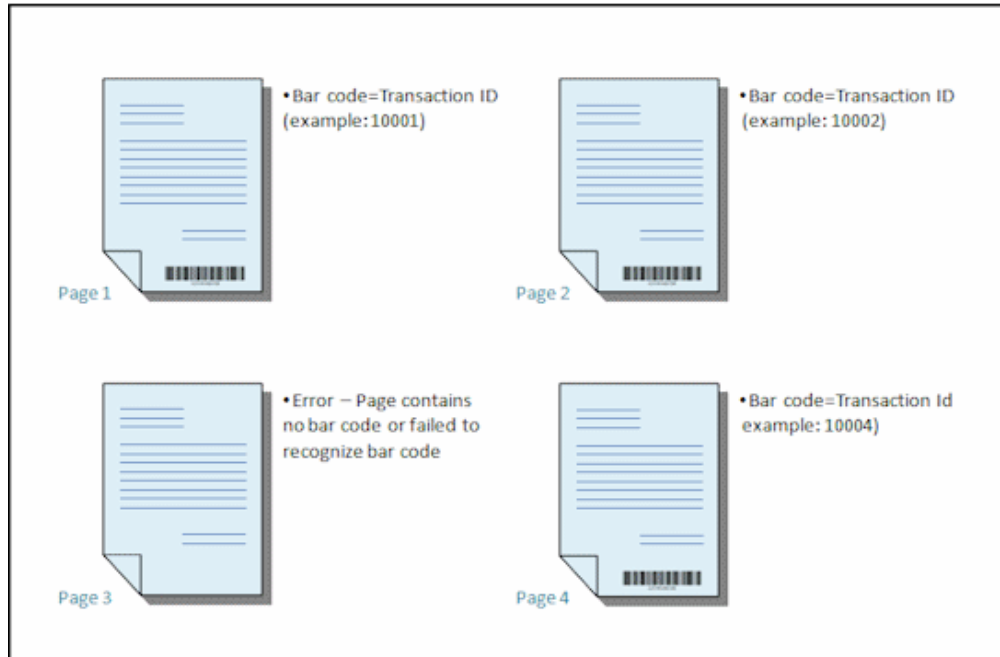 •Bar code=Transaction ID
(example: 10001)
Page 1
•Bar code=Transaction ID
(example: 10002)
Page 2
•Error – Page contains
no bar code or failed to
recognize bar code
Page 3
•Bar code=Transaction Id
example: 10004)
Page 4